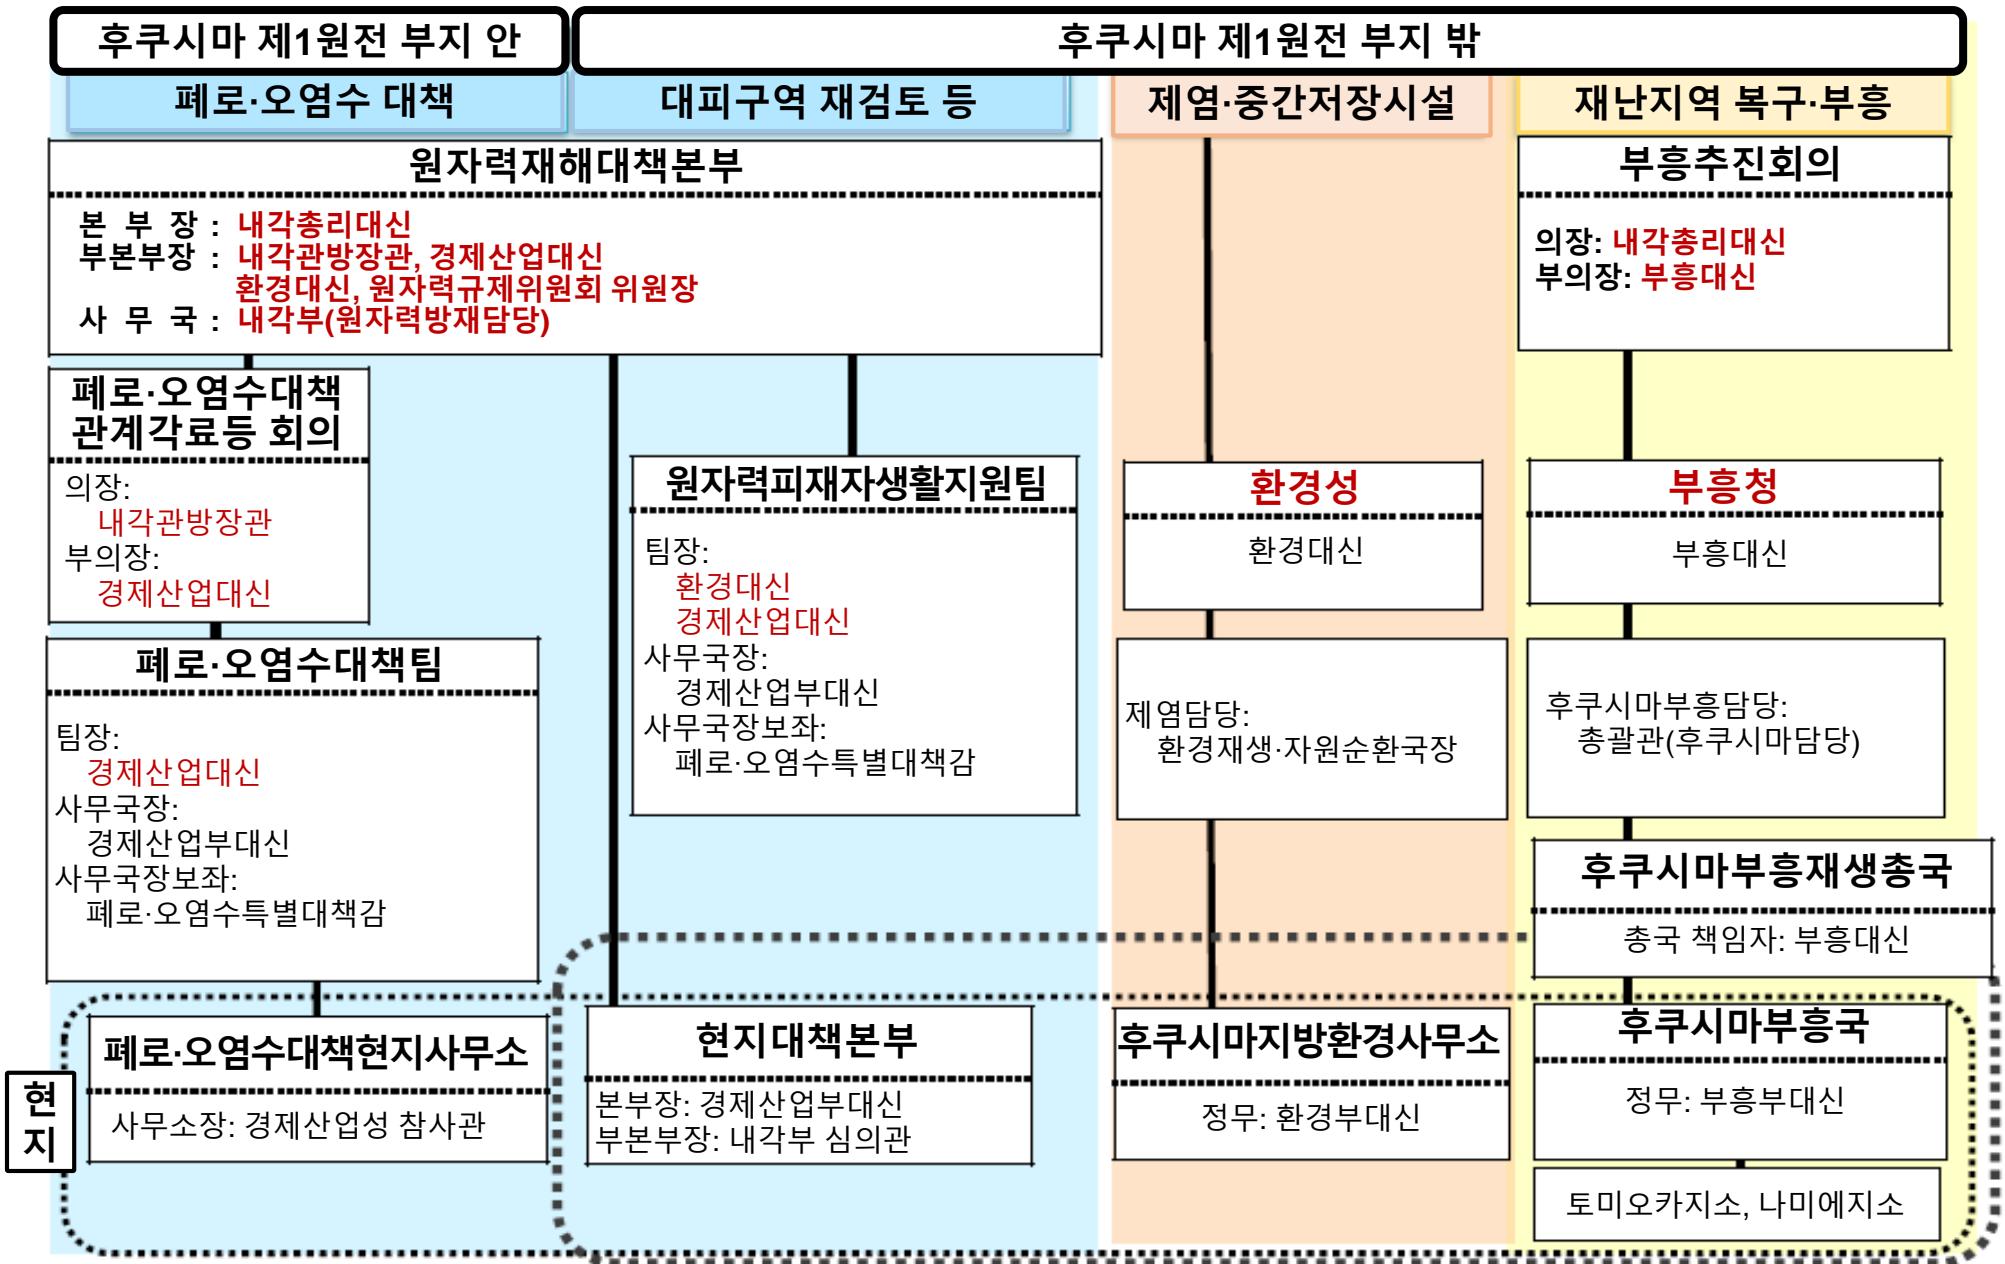 후쿠시마 제1원전 부지 안
후쿠시마 제1원전 부지 밖
폐로·오염수 대책
대피구역 재검토 등
제염·중간저장시설
재난지역 복구·부흥
원자력재해대책본부
본 부 장 : 내각총리대신
부본부장 : 내각관방장관, 경제산업대신
환경대신, 원자력규제위원회 위원장
사 무 국 : 내각부(원자력방재담당)
부흥추진회의
의장: 내각총리대신
부의장: 부흥대신
폐로·오염수대책
관계각료등 회의
의장:
내각관방장관
부의장:
경제산업대신
원자력피재자생활지원팀
팀장:
환경대신
경제산업대신
사무국장:
경제산업부대신
사무국장보좌:
폐로·오염수특별대책감
환경성
환경대신
부흥청
부흥대신
폐로·오염수대책팀
팀장:
경제산업대신
사무국장:
경제산업부대신
사무국장보좌:
폐로·오염수특별대책감
제염담당:
환경재생·자원순환국장
후쿠시마부흥담당:
총괄관(후쿠시마담당)
후쿠시마부흥재생총국
총국 책임자: 부흥대신
현지
폐로·오염수대책현지사무소
사무소장: 경제산업성 참사관
현지대책본부
본부장: 경제산업부대신
부본부장: 내각부 심의관
후쿠시마지방환경사무소
정무: 환경부대신
후쿠시마부흥국
정무: 부흥부대신
토미오카지소, 나미에지소